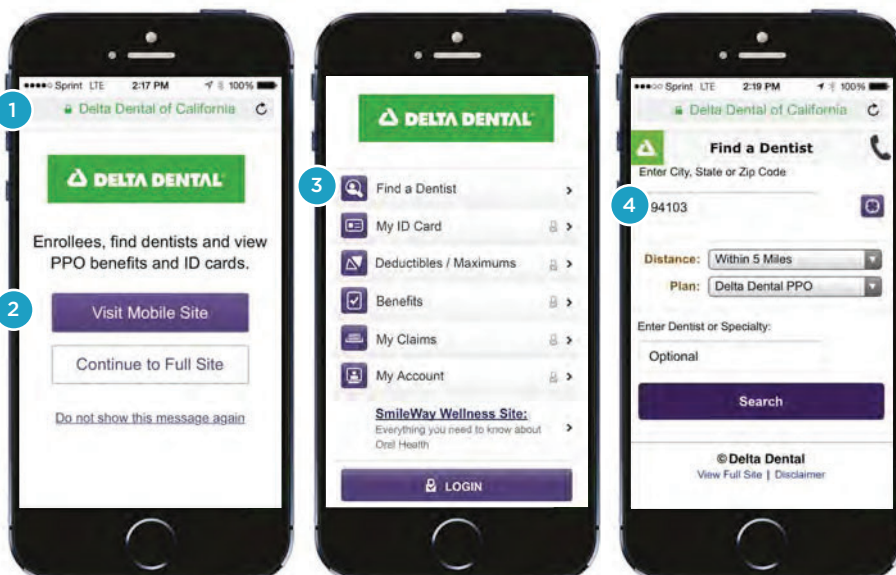 Sprint LTE 2:17 PM 100%
1
Delta Dental of California
DELTA DENTAL
Enrollees, find dentists and view
PPO benefits and ID cards.
2
Visit Mobile Site
Continue to Full Site
Do not show this message again
DELTA DENTAL
3
Find a Dentist
My ID Card
Deductibles / Maximums
Benefits
My Claims
My Account
SmileWay Wellness Site:
Everything you need to know about
Oral Health
LOGIN
Sprint LTE 2:19 PM 100%
Delta Dental of California
Find a Dentist
Enter City, State or Zip Code
4
94103
Distance: Within 5 Miles
Plan: Delta Dental PPO
Enter Dentist or Specialty:
Optional
Search
© Delta Dental
View Full Site | Disclaimer